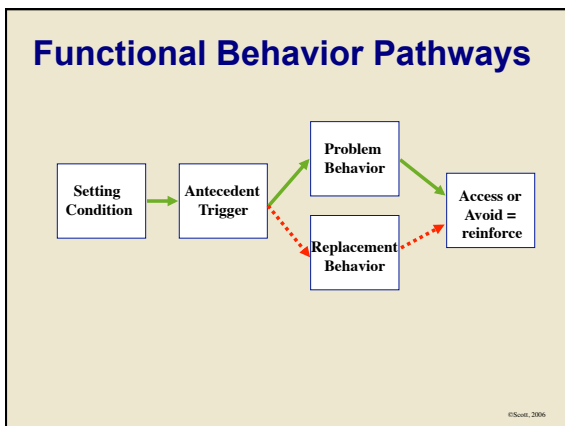 Functional Behavior Pathways
Setting
Condition
Antecedent
Trigger
Problem
Behavior
Replacement
Behavior
Access or
Avoid =
reinforce
©Scott, 2006